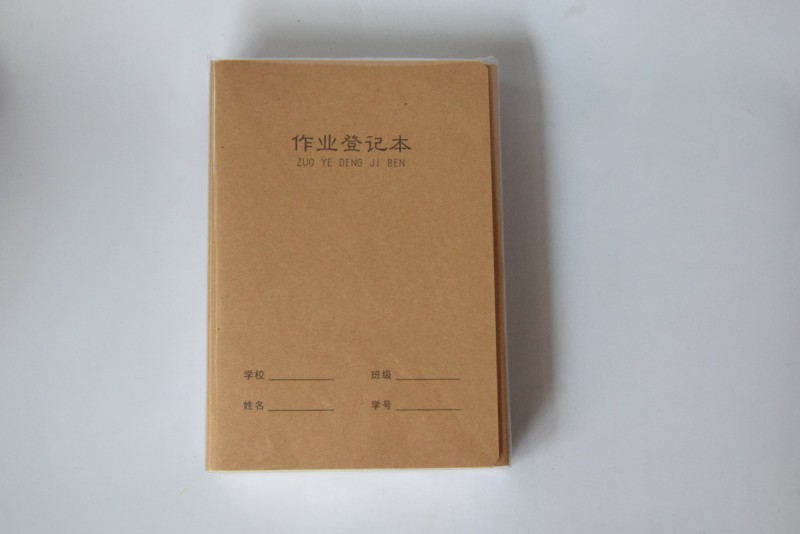 作业登记本
ZUO YE DENG JI BEN
学校 班级
姓名 学号